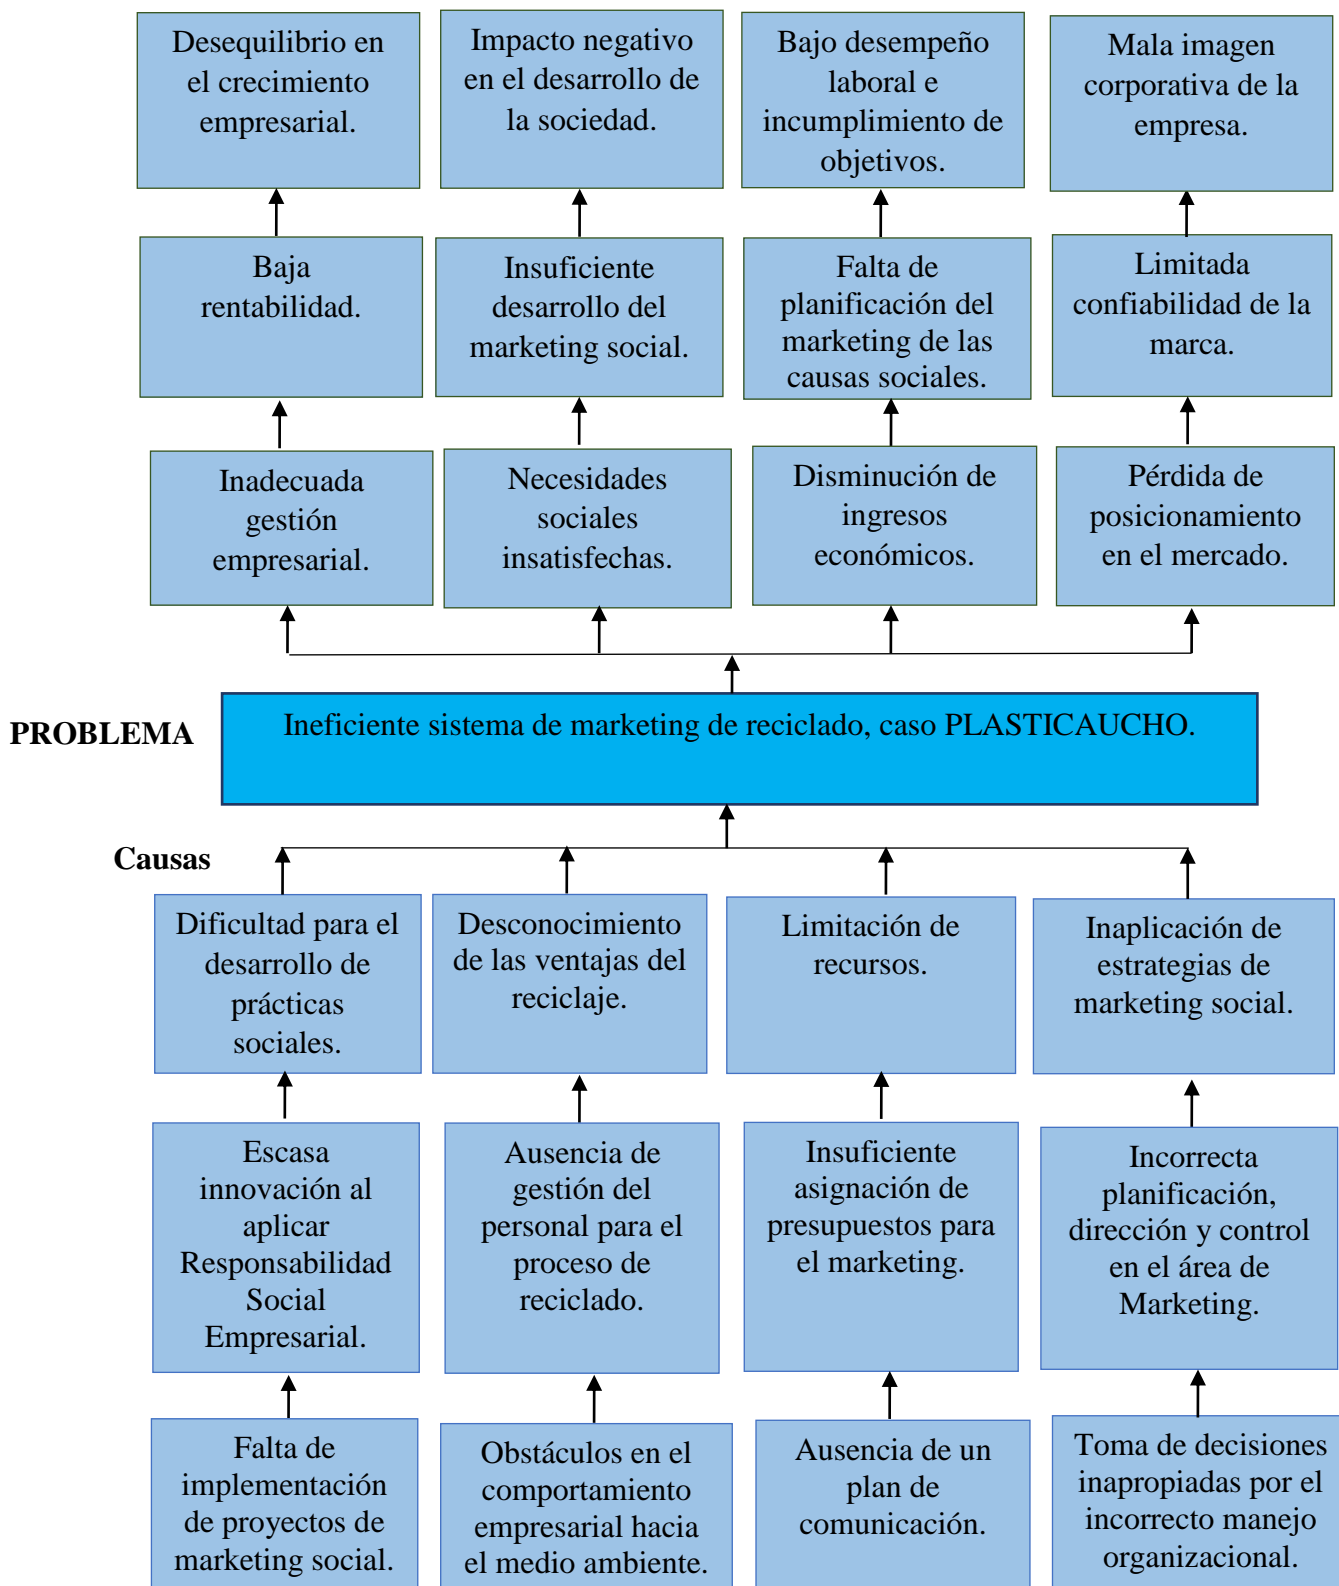 Desequilibrio en
el crecimiento
empresarial.
Impacto negativo
en el desarrollo de
la sociedad.
Bajo desempeño
laboral e
incumplimiento de
objetivos.
Mala imagen
corporativa de la
empresa.
Baja
rentabilidad.
Insuficiente
desarrollo del
marketing social.
Falta de
planificación del
marketing de las
causas sociales.
Limitada
confiabilidad de la
marca.
Inadecuada
gestión
empresarial.
Necesidades
sociales
insatisfechas.
Disminución de
ingresos
económicos.
Pérdida de
posicionamiento
en el mercado.
PROBLEMA
Ineficiente sistema de marketing de reciclado, caso PLASTICAUCHO.
Causas
Dificultad para el
desarrollo de
prácticas
sociales.
Desconocimiento
de las ventajas del
reciclaje.
Limitación de
recursos.
Inaplicación de
estrategias de
marketing social.
Escasa
innovación al
aplicar
Responsabilidad
Social
Empresarial.
Ausencia de
gestión del
personal para el
proceso de
reciclado.
Insuficiente
asignación de
presupuestos para
el marketing.
Incorrecta
planificación,
dirección y control
en el área de
Marketing.
Falta de
implementación
de proyectos de
marketing social.
Obstáculos en el
comportamiento
empresarial hacia
el medio ambiente.
Ausencia de un
plan de
comunicación.
Toma de decisiones
inapropiadas por el
incorrecto manejo
organizacional.